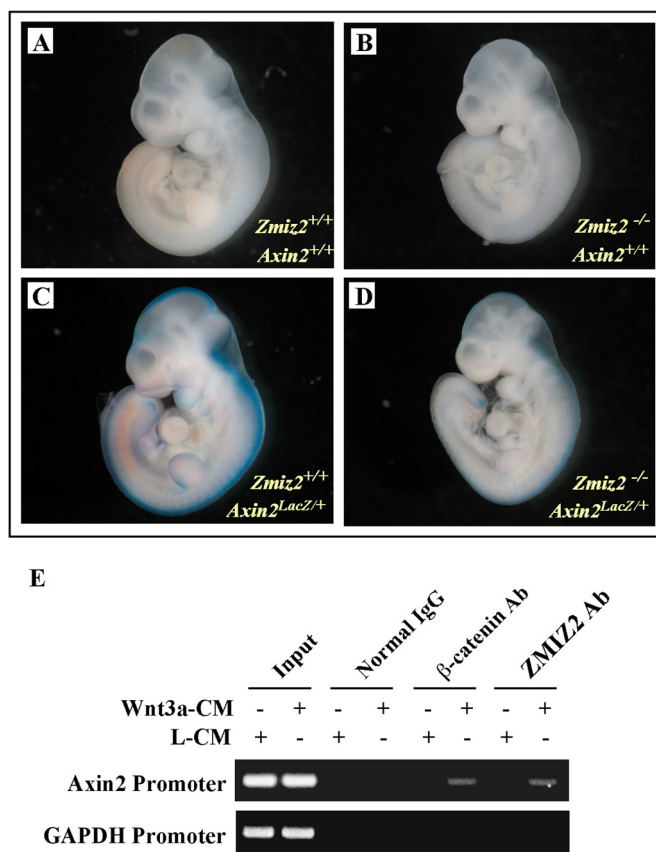 A
Zmiz2+/+
Axin2+/+
B
Zmiz2 -/-
Axin2+/+
C
Zmiz2+/+
Axin2LacZ/+
D
Zmiz2 -/-
Axin2LacZ/+
E
Input
Normal IgG
β-catenin Ab
ZMIZ2 Ab
Wnt3a-CM - + - + - + - +
L-CM + - + - + - + -
Axin2 Promoter
GAPDH Promoter